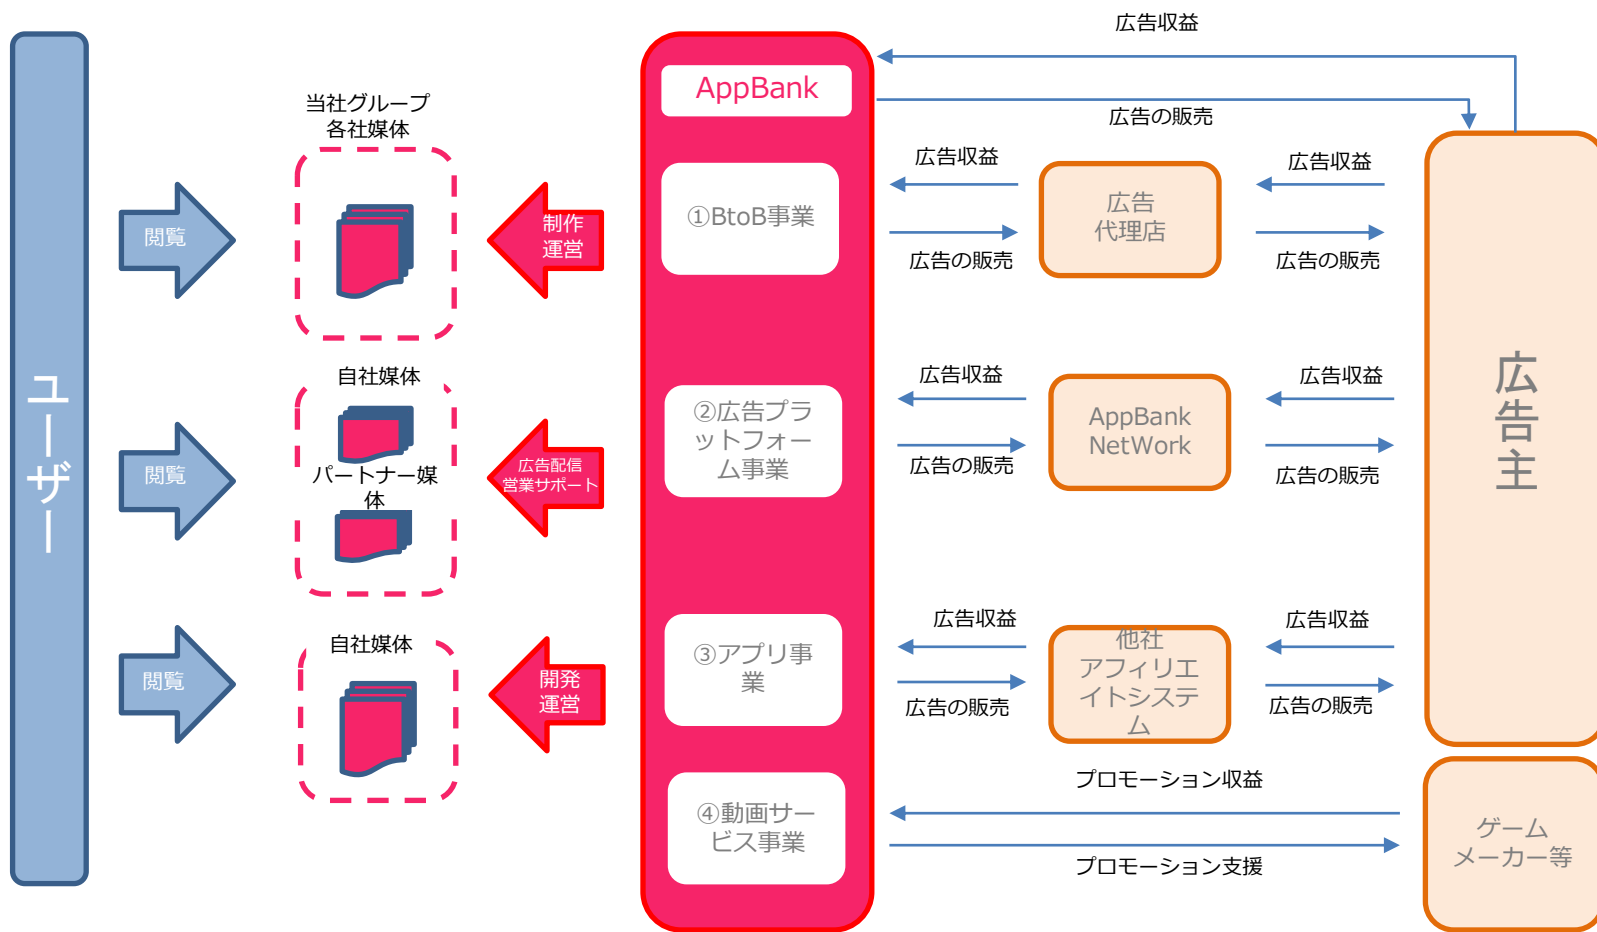 ユーザー
閲覧
閲覧
閲覧
当社グループ
各社媒体
自社媒体
パートナー媒
体
自社媒体
制作
運営
広告配信
営業サポート
開発
運営
AppBank
①BtoB事業
②広告プラ
ットフォー
ム事業
③アプリ事
業
④動画サー
ビス事業
広告収益
広告の販売
広告収益
広告の販売
広告
代理店
広告収益
広告の販売
広告収益
広告の販売
AppBank
NetWork
広告収益
広告の販売
広告収益
広告の販売
他社
アフィリエ
イトシステ
ム
広告収益
広告の販売
プロモーション収益
プロモーション支援
広告主
ゲーム
メーカー等